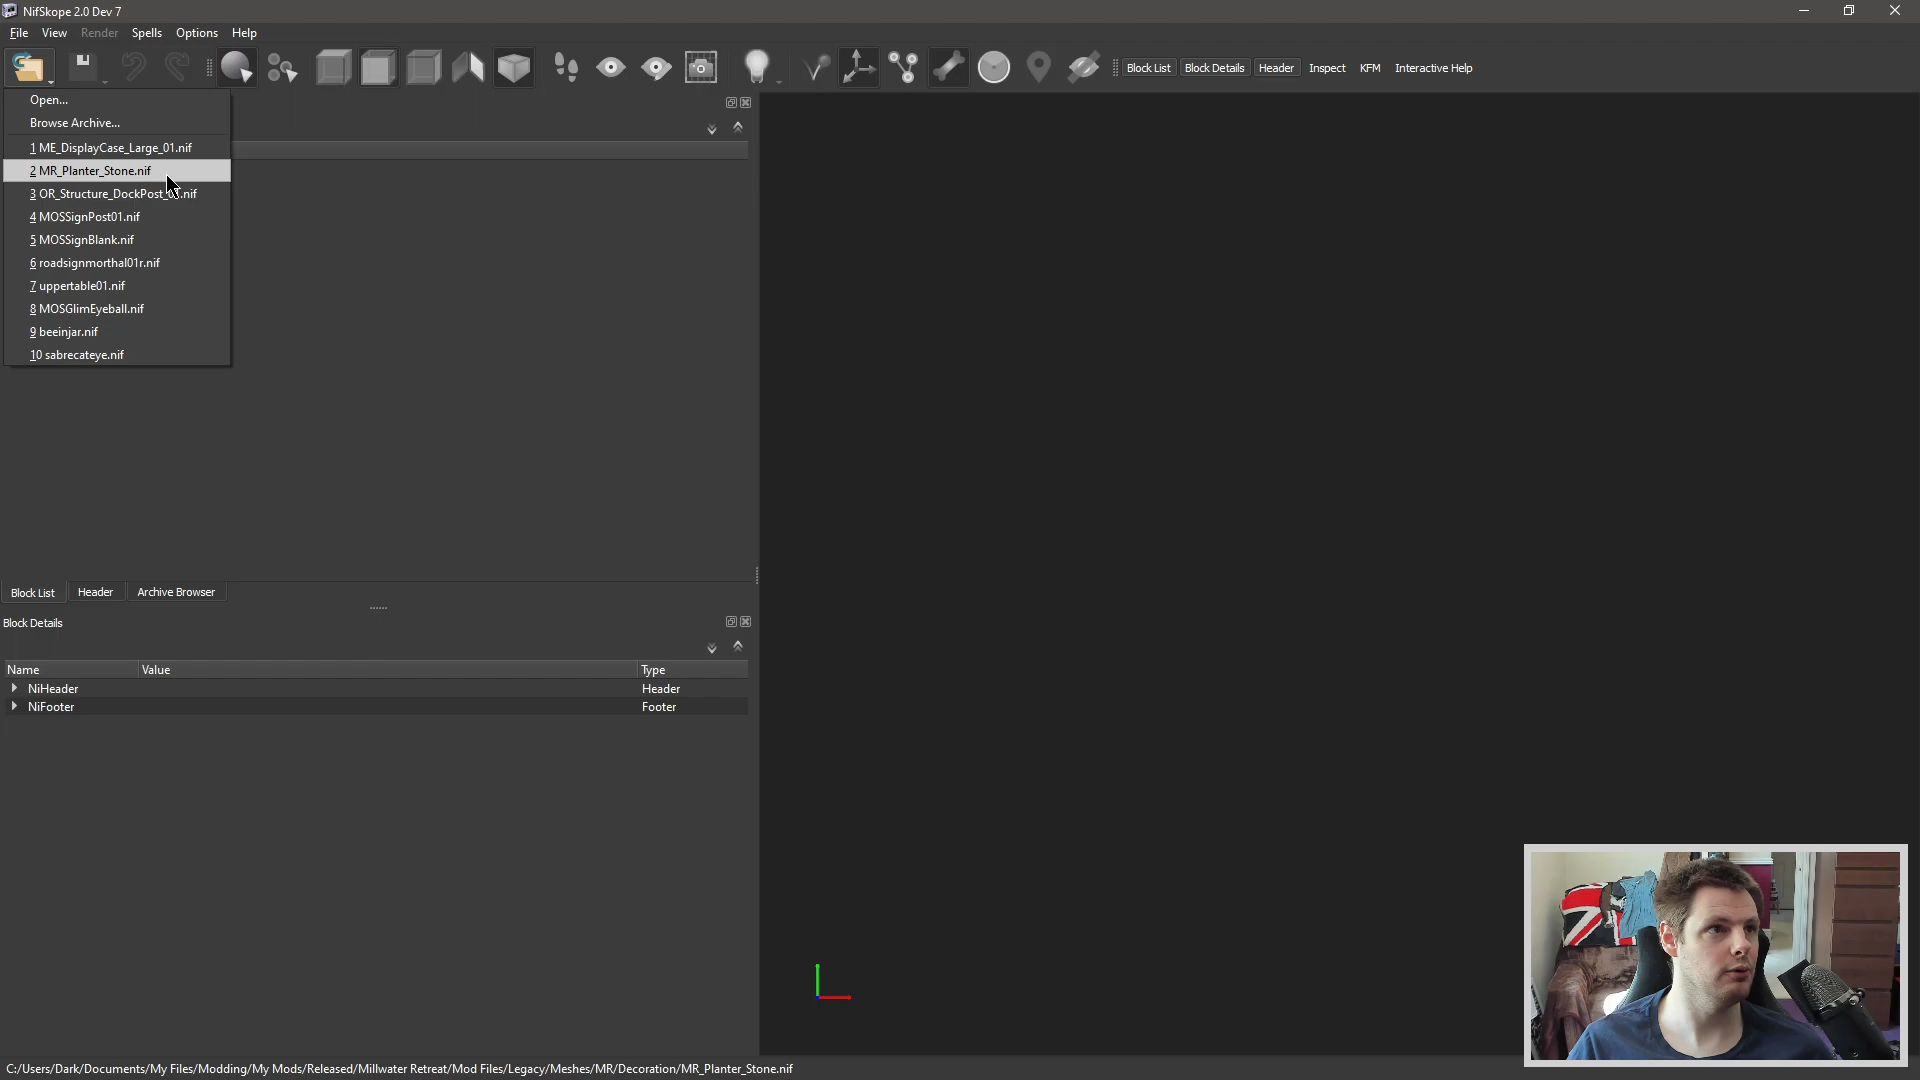 NifSkope 2.0 Dev 7
File View Render Spells Options Help
Block List Block Details Header Inspect KFM Interactive Help
Open...
Browse Archive...
1 ME_DisplayCase_Large_01.nif
2 MR_Planter_Stone.nif
3 OR_Structure_DockPost_ .nif
4 MOSSignPost01.nif
5 MOSSignBlank.nif
6 roadsignmorthal01r.nif
7 uppertable01.nif
8 MOSGlimEyeball.nif
9 beeinjar.nif
10 sabrecateye.nif
Block List Header Archive Browser
Block Details
Name Value Type
NiHeader Header
NiFooter Footer
C:/Users/Dark/Documents/My Files/Modding/My Mods/Released/Millwater Retreat/Mod Files/Legacy/Meshes/MR/Decoration/MR_Planter_Stone.nif